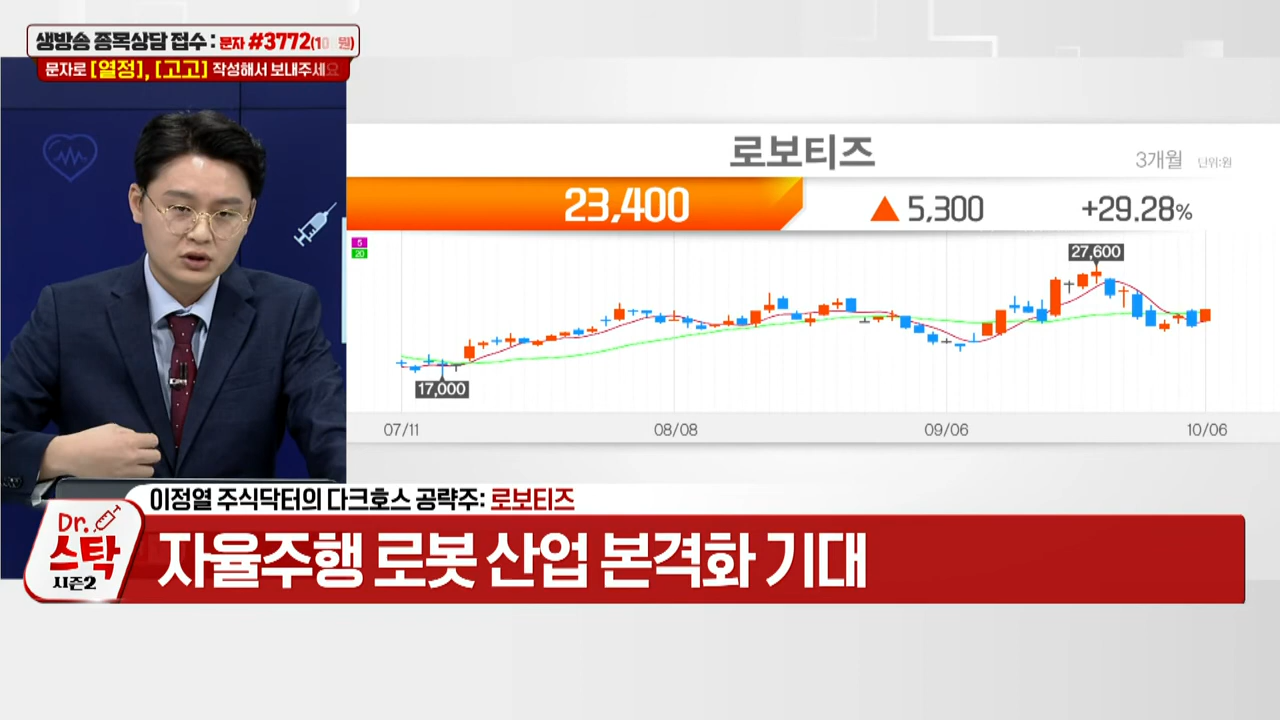 생방송 종목상담 접수 : 문자 #3772(10 원)
문자로 [열정], [고고] 작성해서 보내주세요
로보티즈
3개월 단위:원
23,400 ▲ 5,300 +29.28%
5
20
27,600
17,000
07/11 08/08 09/06 10/06
이정열 주식닥터의 다크호스 공략주: 로보티즈
Dr.
스탁
시즌2
자율주행 로봇 산업 본격화 기대